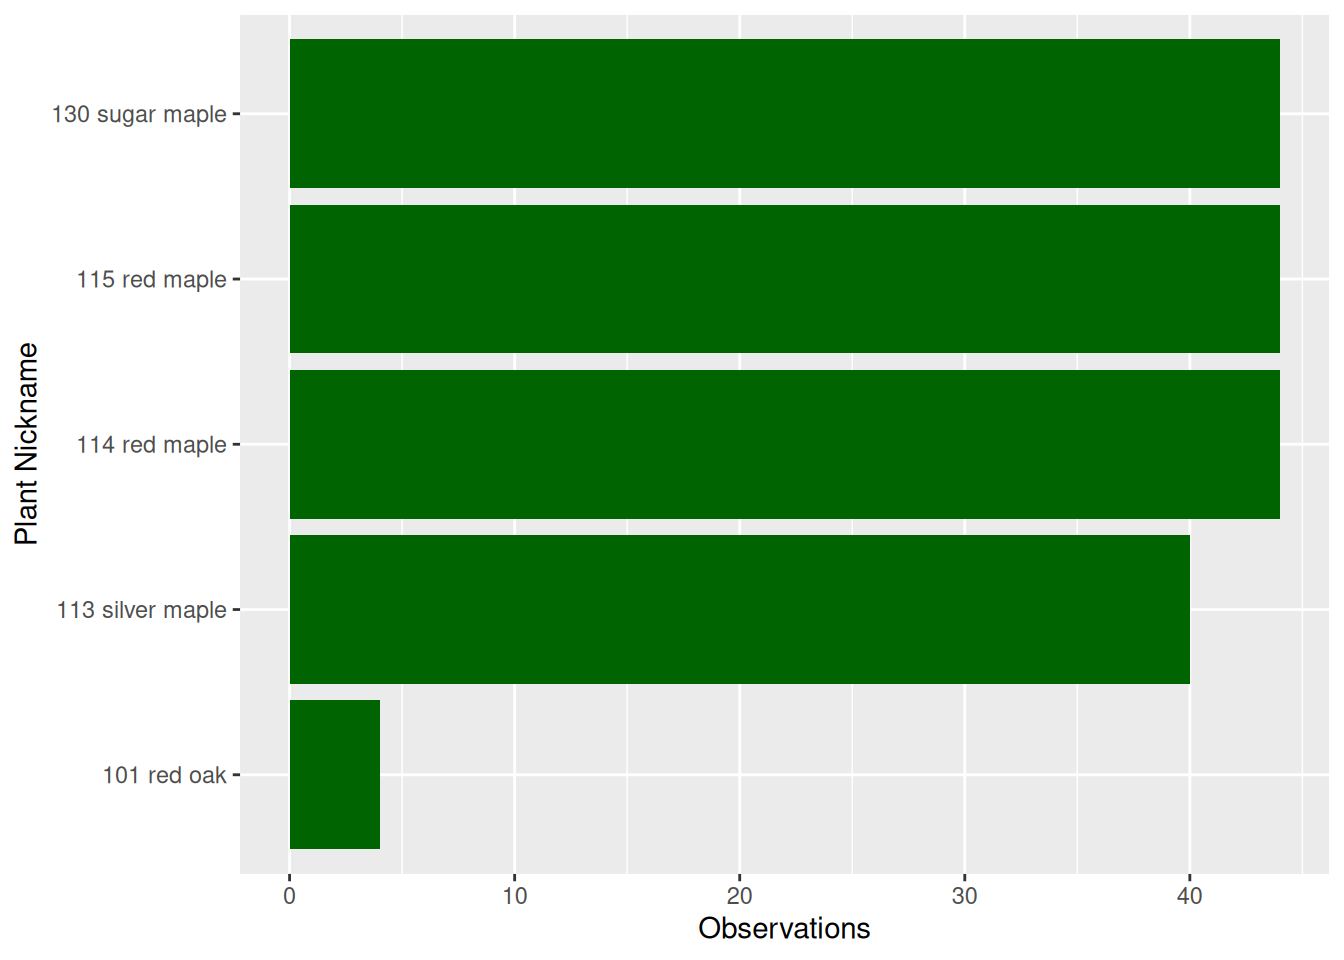 130 sugar maple
115 red maple
114 red maple
113 silver maple
101 red oak
Plant Nickname
0 10 20 30 40
Observations